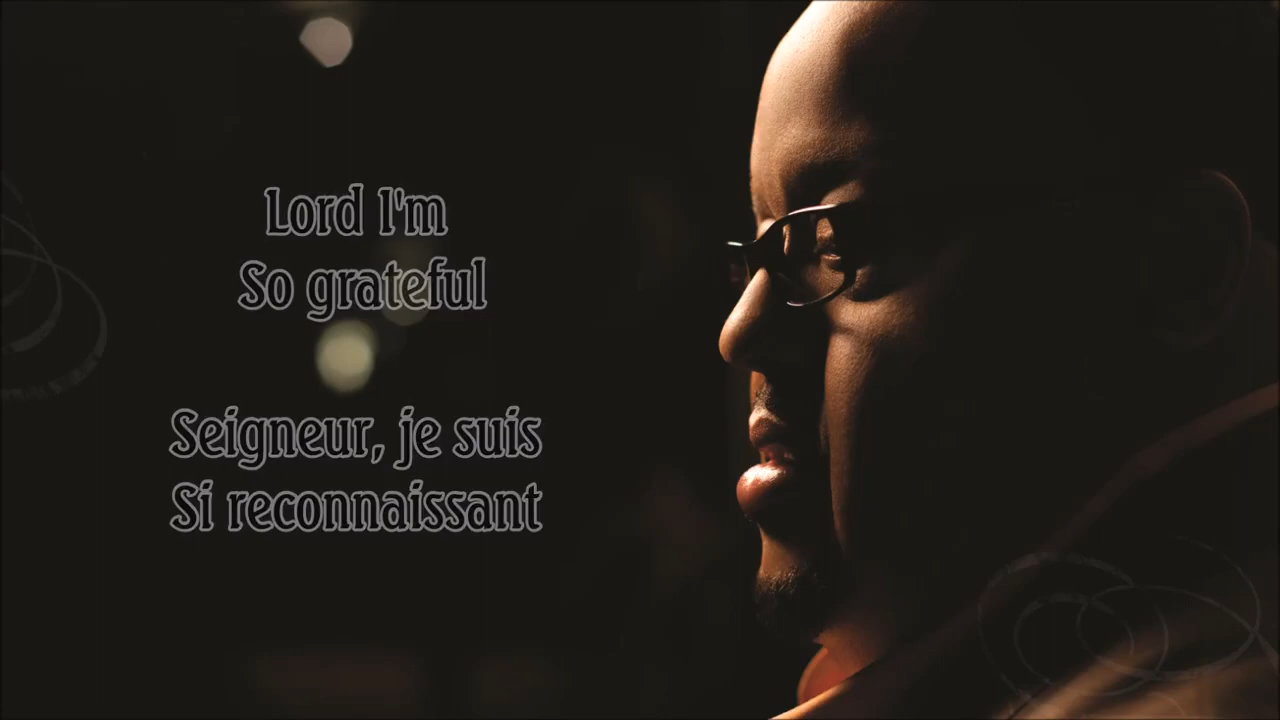 Lord I'm
So grateful
Seigneur, je suis
Si reconnaissant